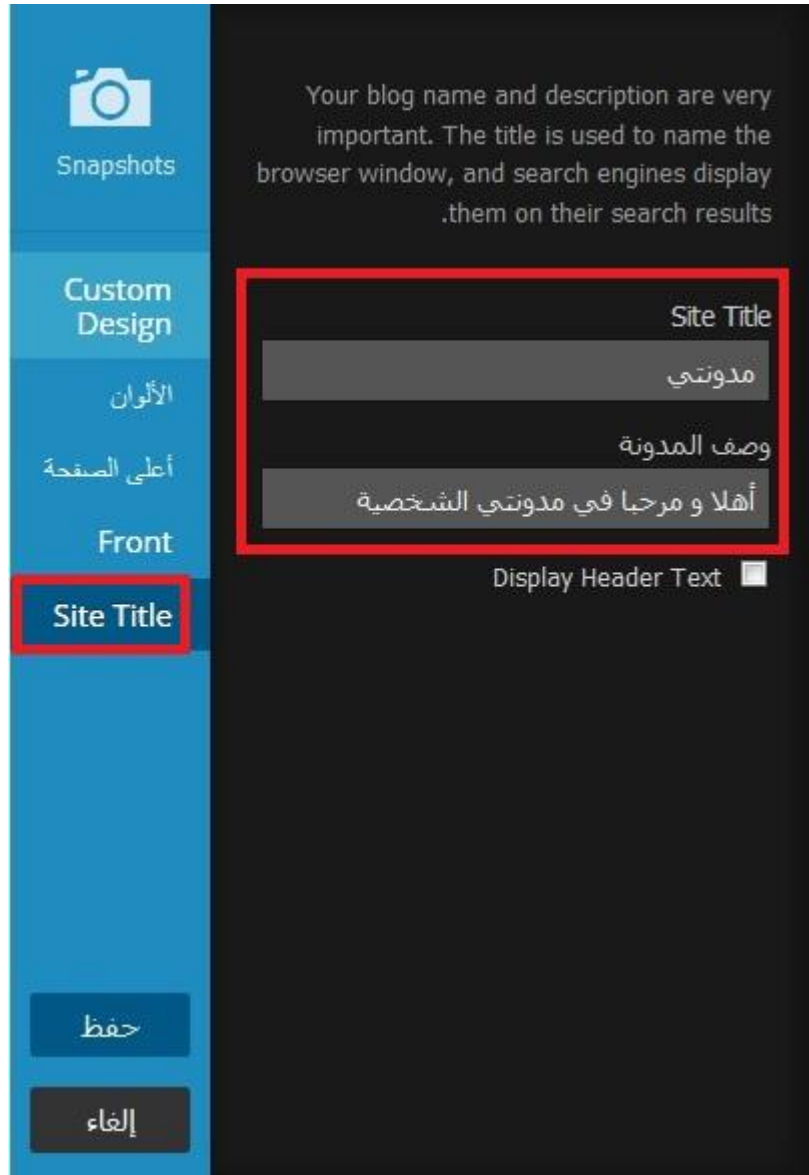 Snapshots
Custom
Design
الألوان
أعلى الصفحة
Front
Site Title
حفظ
إلغاء
Your blog name and description are very
important. The title is used to name the
browser window, and search engines display
.them on their search results
Site Title
مدونتي
وصف المدونة
أهلا و مرحبا في مدونتي الشخصية
Display Header Text